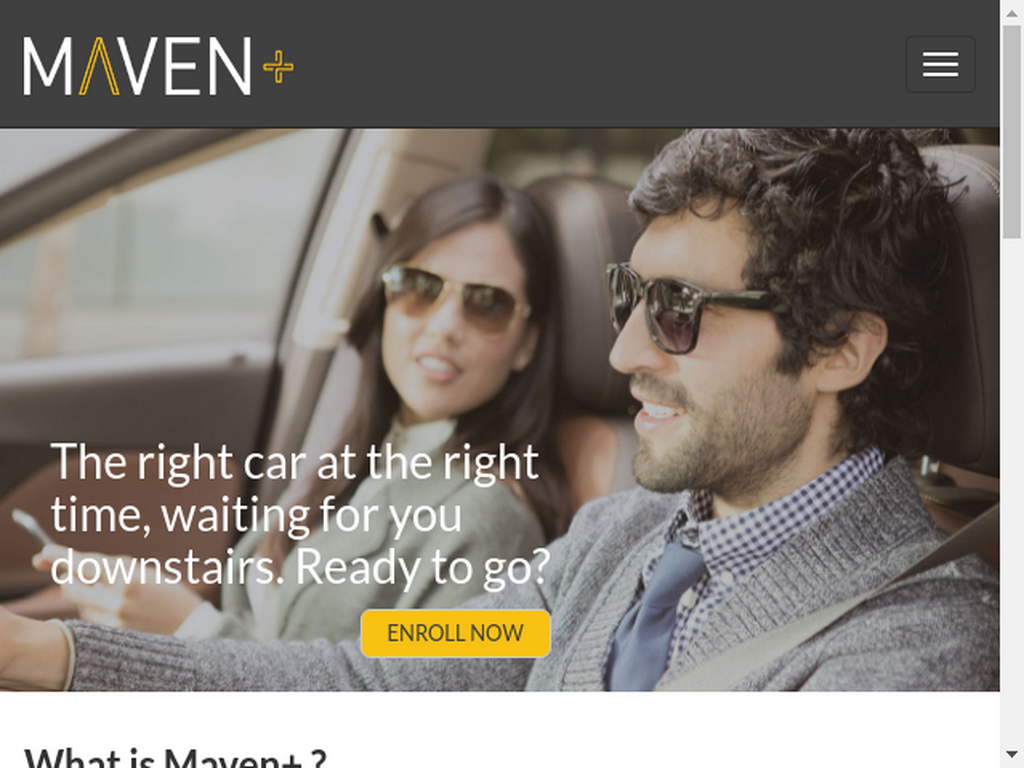 MAVEN+
The right car at the right
time, waiting for you
downstairs. Ready to go?
ENROLL NOW
What is Maven+ ?